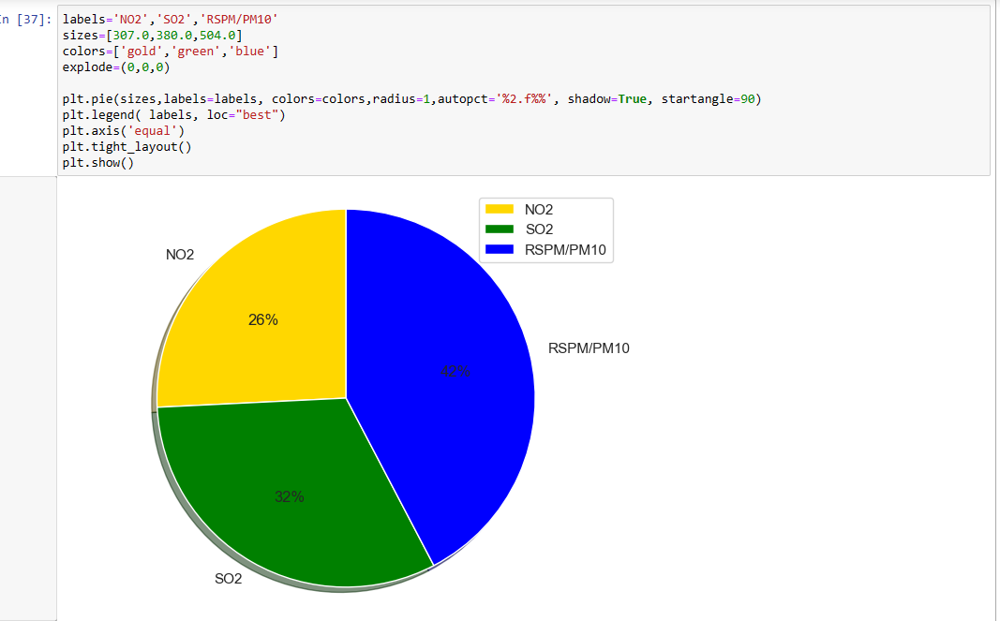 n [37]:
labels='NO2','SO2','RSPM/PM10'
sizes=[307.0,380.0,504.0]
colors=['gold','green','blue']
explode=(0,0,0)
plt.pie(sizes,labels=labels, colors=colors,radius=1,autopct='%2.f%%', shadow=True, startangle=90)
plt.legend( labels, loc="best")
plt.axis('equal')
plt.tight_layout()
plt.show()
NO2
SO2
RSPM/PM10
NO2
26%
RSPM/PM10
42%
32%
SO2